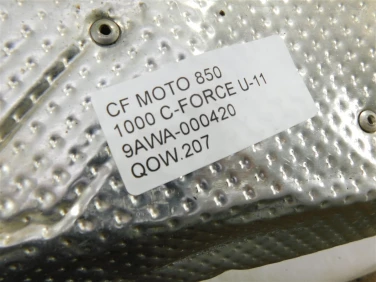 CF MOTO 850
1000 C-FORCE U-11
9AWA-000420
QOW.207